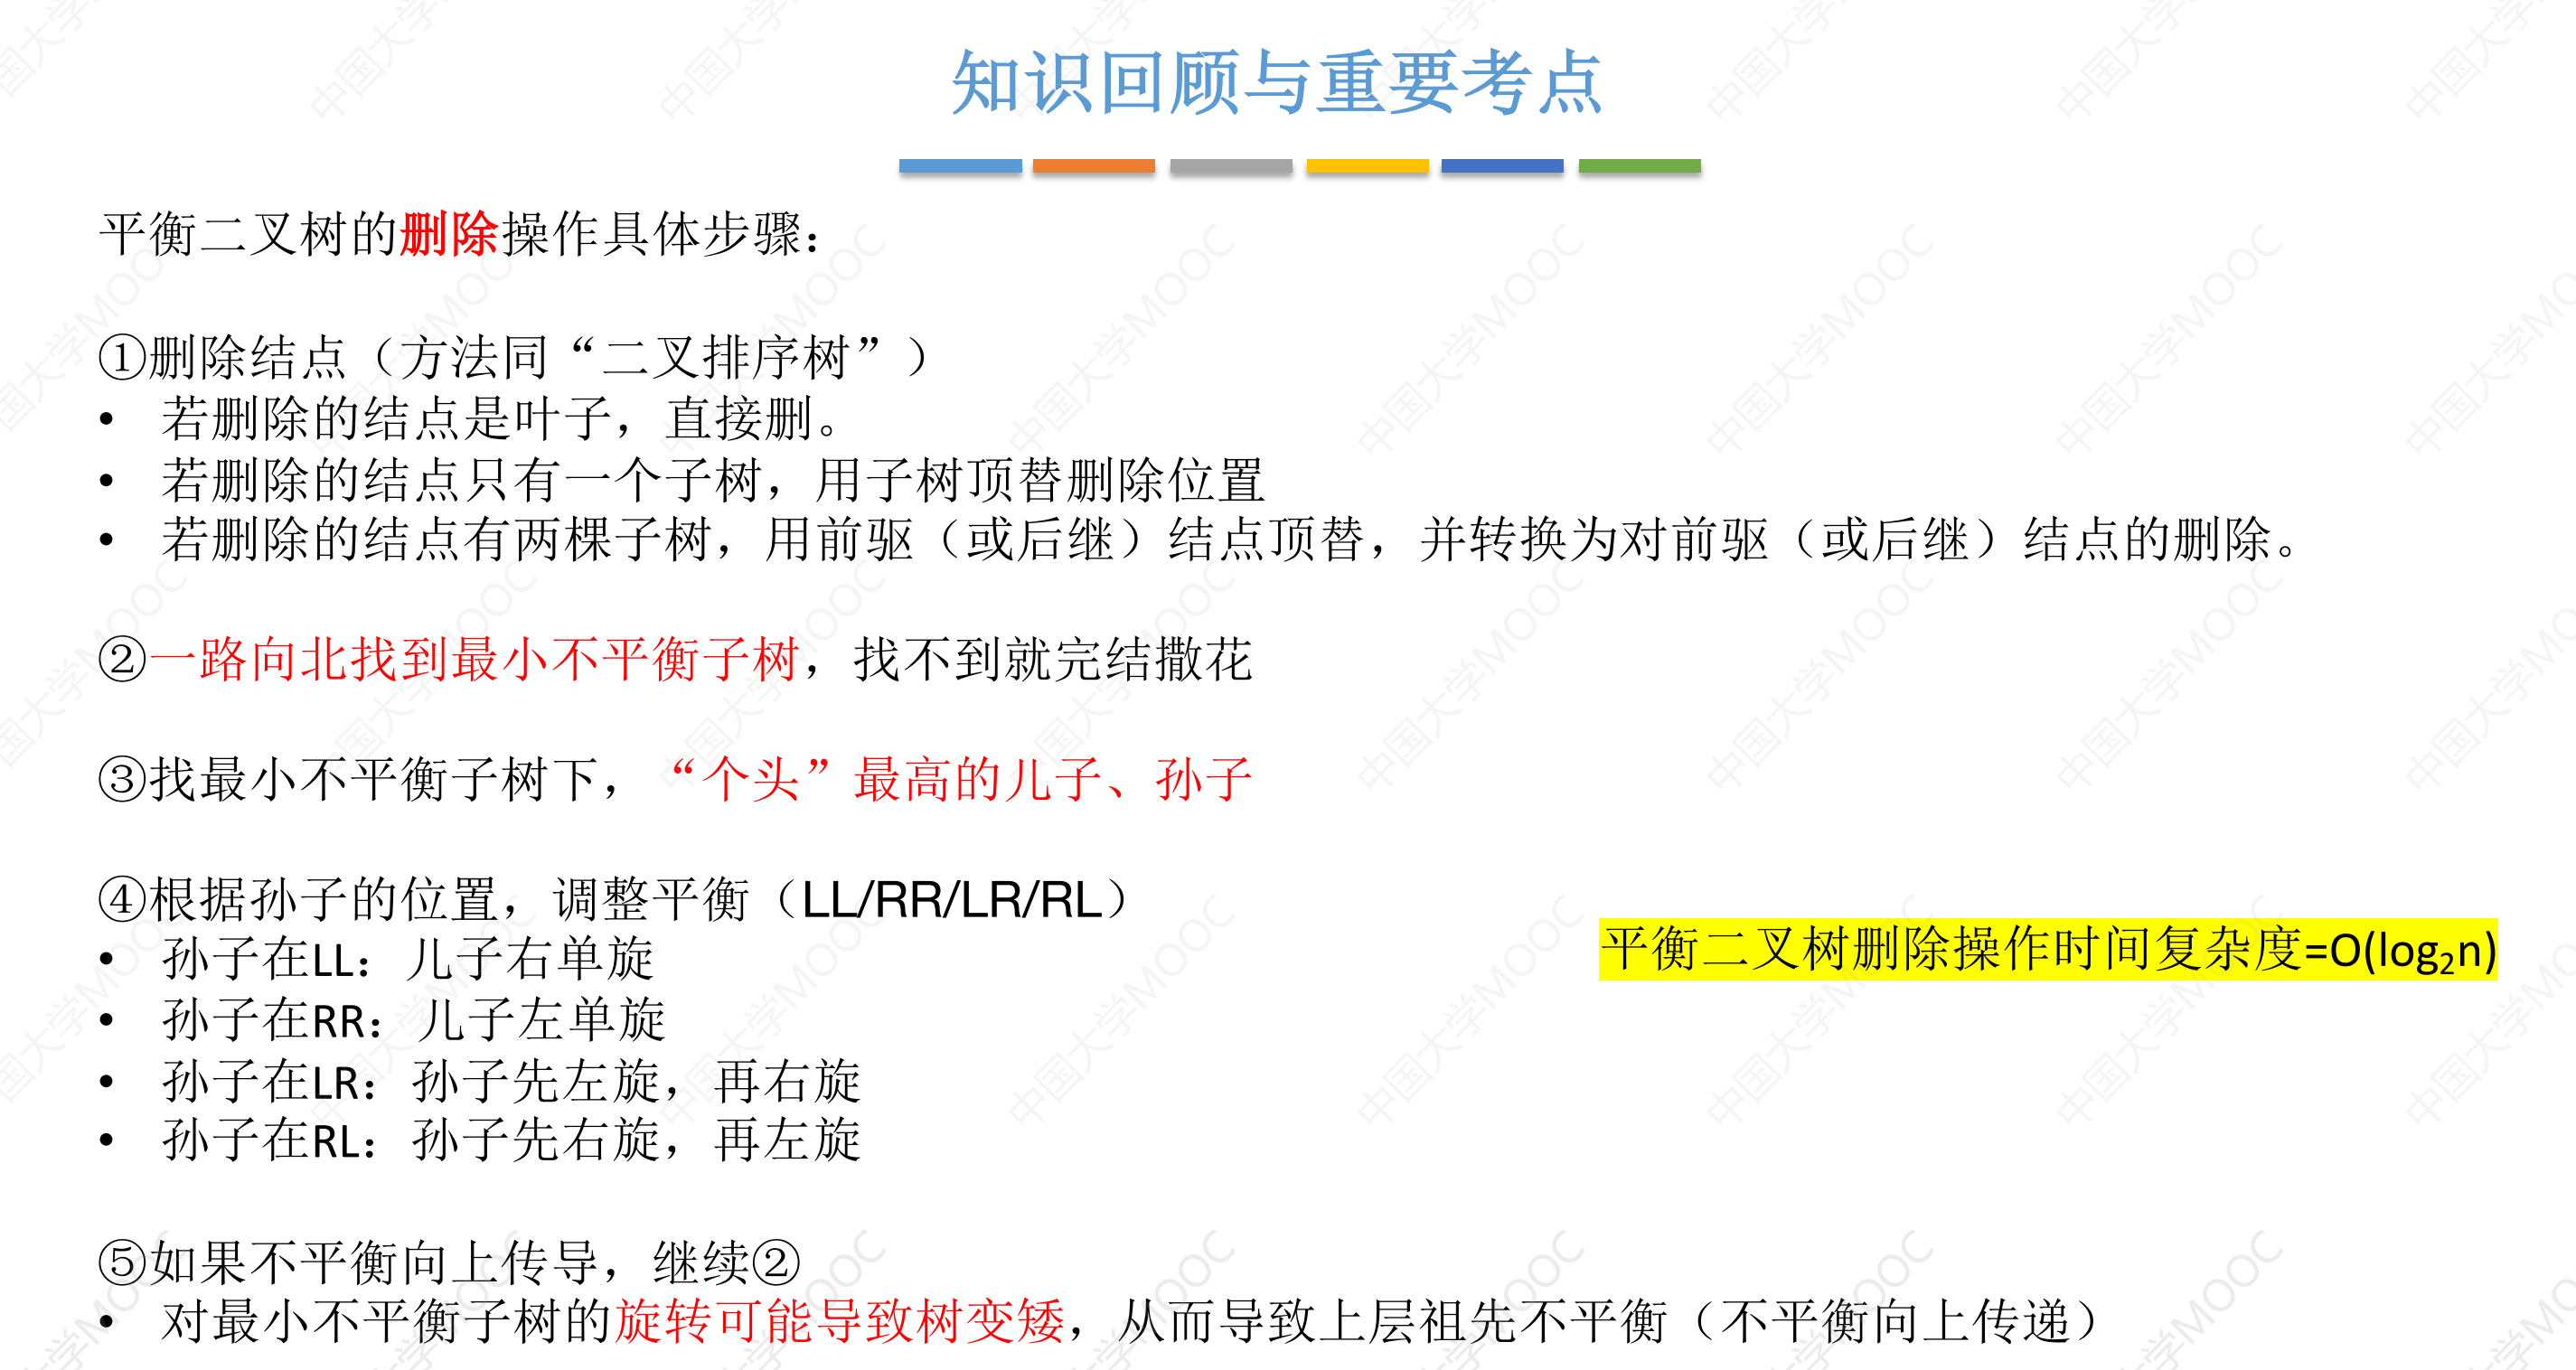 知识回顾与重要考点
平衡二叉树的删除操作具体步骤：
①删除结点（方法同“二叉排序树”）
• 若删除的结点是叶子，直接删。
• 若删除的结点只有一个子树，用子树顶替删除位置
• 若删除的结点有两棵子树，用前驱（或后继）结点顶替，并转换为对前驱（或后继）结点的删除。
②一路向北找到最小不平衡子树，找不到就完结撒花
③找最小不平衡子树下，“个头”最高的儿子、孙子
④根据孙子的位置，调整平衡（LL/RR/LR/RL）
• 孙子在LL：儿子右单旋
• 孙子在RR：儿子左单旋
• 孙子在LR：孙子先左旋，再右旋
• 孙子在RL：孙子先右旋，再左旋
平衡二叉树删除操作时间复杂度=O(log₂n)
⑤如果不平衡向上传导，继续②
• 对最小不平衡子树的旋转可能导致树变矮，从而导致上层祖先不平衡（不平衡向上传递）
中国大学MOOC